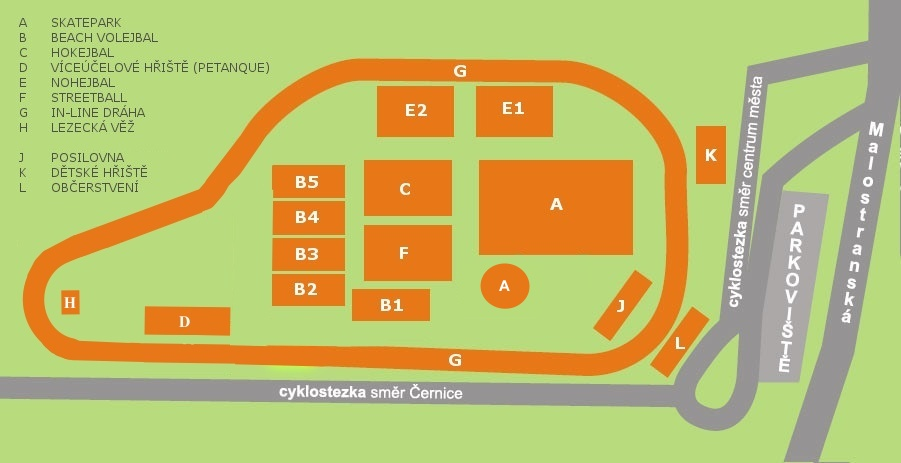 A SKATEPARK
B BEACH VOLEJBAL
C HOKEJBAL
D VÍCEÚČELOVÉ HŘIŠTĚ (PETANQUE)
E NOHEJBAL
F STREETBALL
G IN-LINE DRÁHA
H LEZECKÁ VĚŽ
J POSILOVNA
K DĚTSKÉ HŘIŠTĚ
L OBČERSTVENÍ
G
E2
E1
K
B5
C
A
B4
B3
F
B2
A
B1
H
D
J
L
G
cyklostezka směr centrum města
PARKOVIŠTĚ
Malostranská
cyklostezka směr Černice